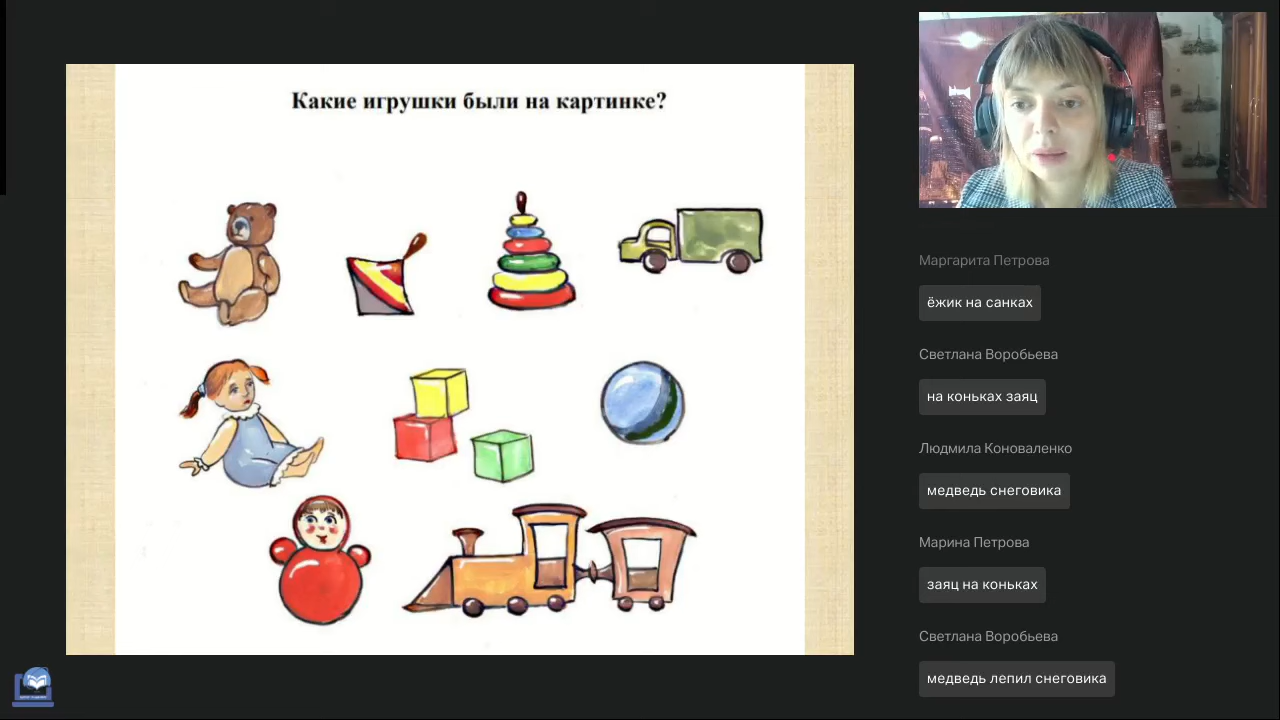 Какие игрушки были на картинке?
Маргарита Петрова
ёжик на санках
Светлана Воробьева
на коньках заяц
Людмила Коноваленко
медведь снеговика
Марина Петрова
заяц на коньках
Светлана Воробьева
медведь лепил снеговика